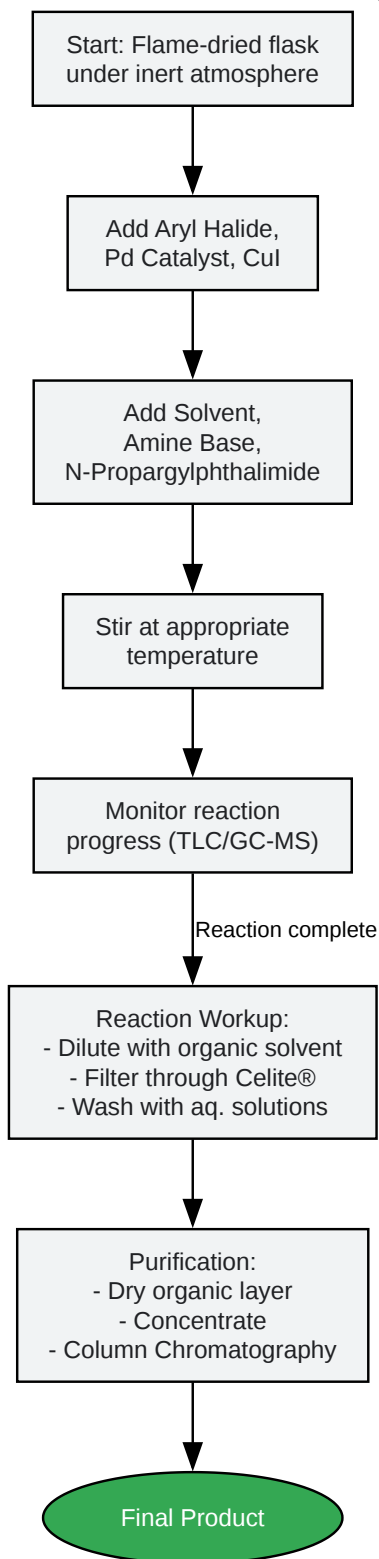 Start: Flame-dried flask
under inert atmosphere
Add Aryl Halide,
Pd Catalyst, CuI
Add Solvent,
Amine Base,
N-Propargylphthalimide
Stir at appropriate
temperature
Monitor reaction
progress (TLC/GC-MS)
Reaction complete
Reaction Workup:
- Dilute with organic solvent
- Filter through Celite®
- Wash with aq. solutions
Purification:
- Dry organic layer
- Concentrate
- Column Chromatography
Final Product